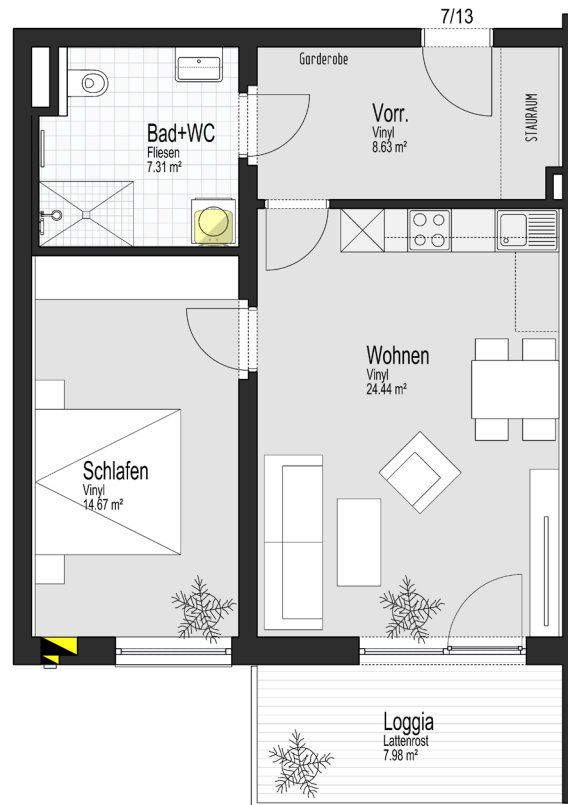 7/13
Garderobe
STAURAUM
Vorr.
Vinyl
8.63 m²
Bad+WC
Fliesen
7.31 m²
Wohnen
Vinyl
24.44 m²
Schlafen
Vinyl
14.67 m²
Loggia
Lattenrost
7.98 m²